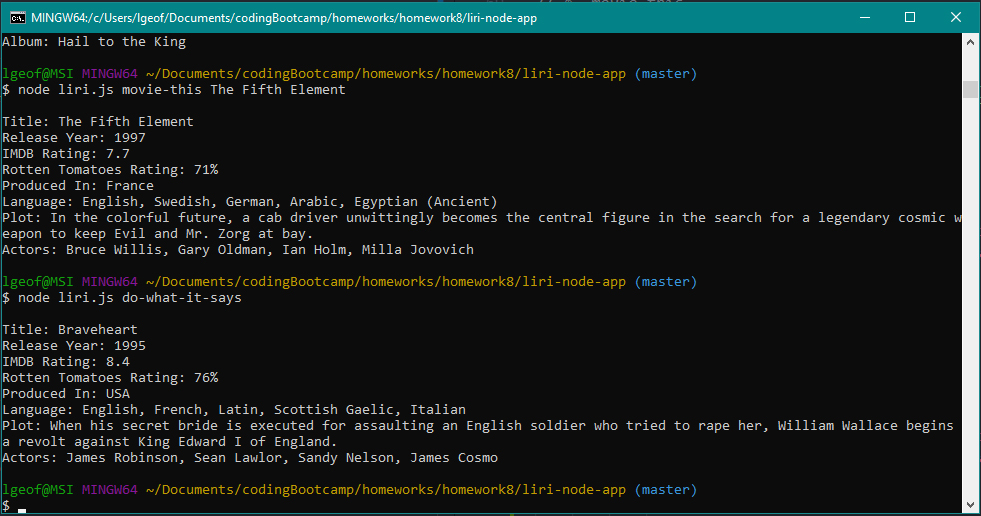 MINGW64:/c/Users/lgeof/Documents/codingBootcamp/homeworks/homework8/liri-node-app
Album: Hail to the King
lgeof@MSI MINGW64 ~/Documents/codingBootcamp/homeworks/homework8/liri-node-app (master)
$ node liri.js movie-this The Fifth Element
Title: The Fifth Element
Release Year: 1997
IMDB Rating: 7.7
Rotten Tomatoes Rating: 71%
Produced In: France
Language: English, Swedish, German, Arabic, Egyptian (Ancient)
Plot: In the colorful future, a cab driver unwittingly becomes the central figure in the search for a legendary cosmic w
eapon to keep Evil and Mr. Zorg at bay.
Actors: Bruce Willis, Gary Oldman, Ian Holm, Milla Jovovich
lgeof@MSI MINGW64 ~/Documents/codingBootcamp/homeworks/homework8/liri-node-app (master)
$ node liri.js do-what-it-says
Title: Braveheart
Release Year: 1995
IMDB Rating: 8.4
Rotten Tomatoes Rating: 76%
Produced In: USA
Language: English, French, Latin, Scottish Gaelic, Italian
Plot: When his secret bride is executed for assaulting an English soldier who tried to rape her, William Wallace begins
a revolt against King Edward I of England.
Actors: James Robinson, Sean Lawlor, Sandy Nelson, James Cosmo
lgeof@MSI MINGW64 ~/Documents/codingBootcamp/homeworks/homework8/liri-node-app (master)
$